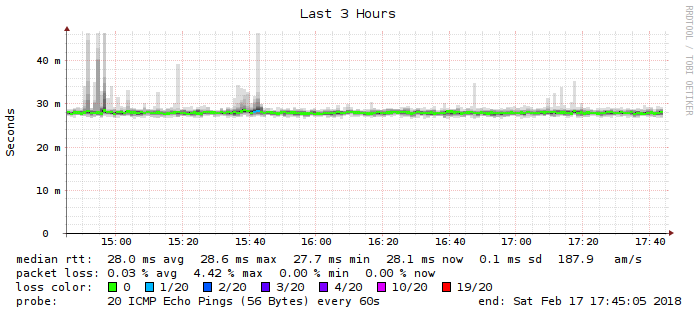 Last 3 Hours
RRDTOOL / TOBI OETIKER
Seconds
40 m
30 m
20 m
10 m
0
15:00 15:20 15:40 16:00 16:20 16:40 17:00 17:20 17:40
median rtt: 28.0 ms avg 28.6 ms max 27.7 ms min 28.1 ms now 0.1 ms sd 187.9 am/s
packet loss: 0.03 % avg 4.42 % max 0.00 % min 0.00 % now
loss color: 0 1/20 2/20 3/20 4/20 10/20 19/20
probe: 20 ICMP Echo Pings (56 Bytes) every 60s end: Sat Feb 17 17:45:05 2018